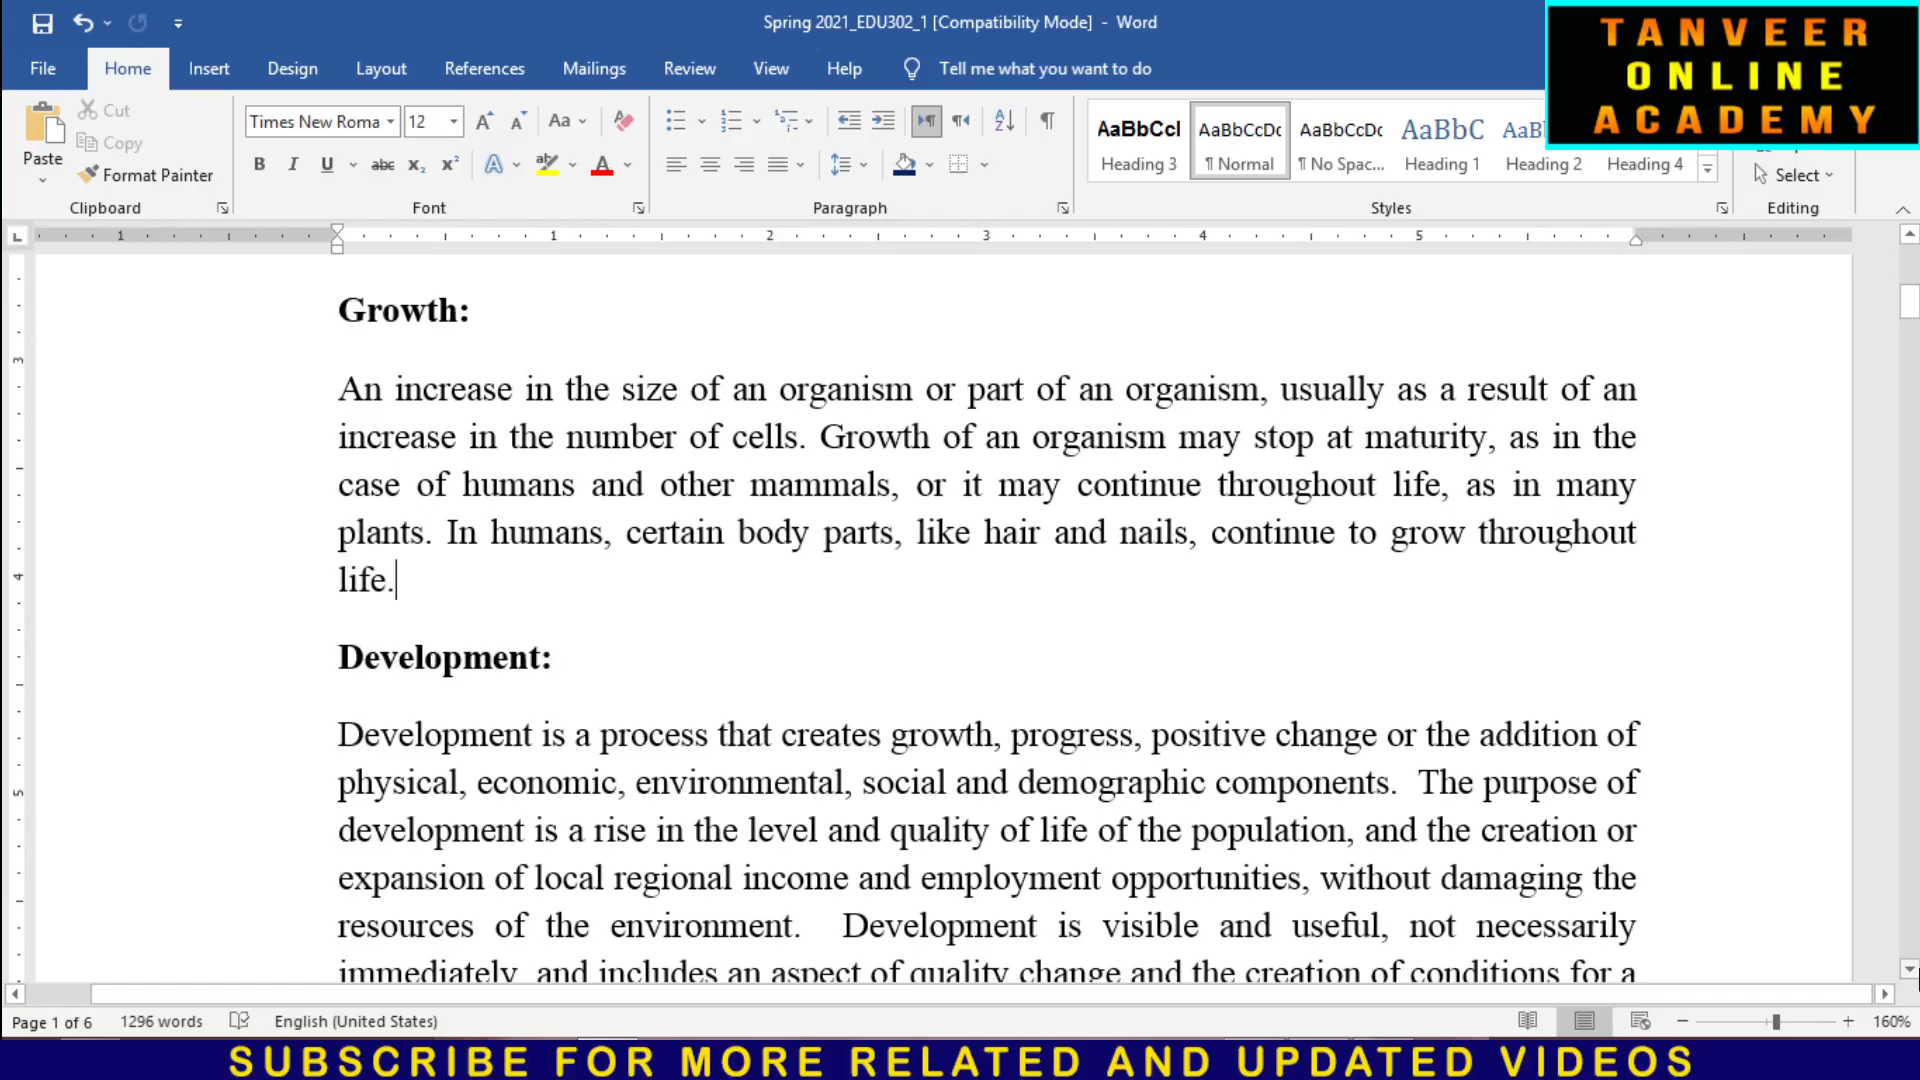 Spring 2021_EDU302_1 [Compatibility Mode] - Word
TANVEER
ONLINE
ACADEMY
File Home Insert Design Layout References Mailings Review View Help Tell me what you want to do
Paste
Cut
Copy
Format Painter
Clipboard
Times New Roma 12
Font
Paragraph
AaBbCcI AaBbCcDc AaBbCcDc AaBbC AaB
Heading 3 ¶ Normal ¶ No Spac... Heading 1 Heading 2 Heading 4
Styles
Select
Editing
1 1 2 3 4 5
3
4
5
Growth:
An increase in the size of an organism or part of an organism, usually as a result of an
increase in the number of cells. Growth of an organism may stop at maturity, as in the
case of humans and other mammals, or it may continue throughout life, as in many
plants. In humans, certain body parts, like hair and nails, continue to grow throughout
life.
Development:
Development is a process that creates growth, progress, positive change or the addition of
physical, economic, environmental, social and demographic components.  The purpose of
development is a rise in the level and quality of life of the population, and the creation or
expansion of local regional income and employment opportunities, without damaging the
resources of the environment.  Development is visible and useful, not necessarily
immediately, and includes an aspect of quality change and the creation of conditions for a
Page 1 of 6 1296 words English (United States) 160%
SUBSCRIBE FOR MORE RELATED AND UPDATED VIDEOS